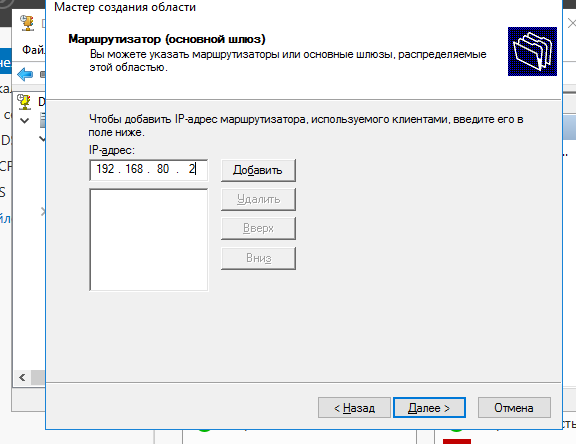 Мастер создания области
Маршрутизатор (основной шлюз)
Вы можете указать маршрутизаторы или основные шлюзы, распределяемые
этой областью.
Фай
Чтобы добавить IP-адрес маршрутизатора, используемого клиентами, введите его в
поле ниже.
IP-адрес:
192 . 168 . 80 . 2
Добавить
Удалить
Вверх
Вниз
< Назад
Далее >
Отмена